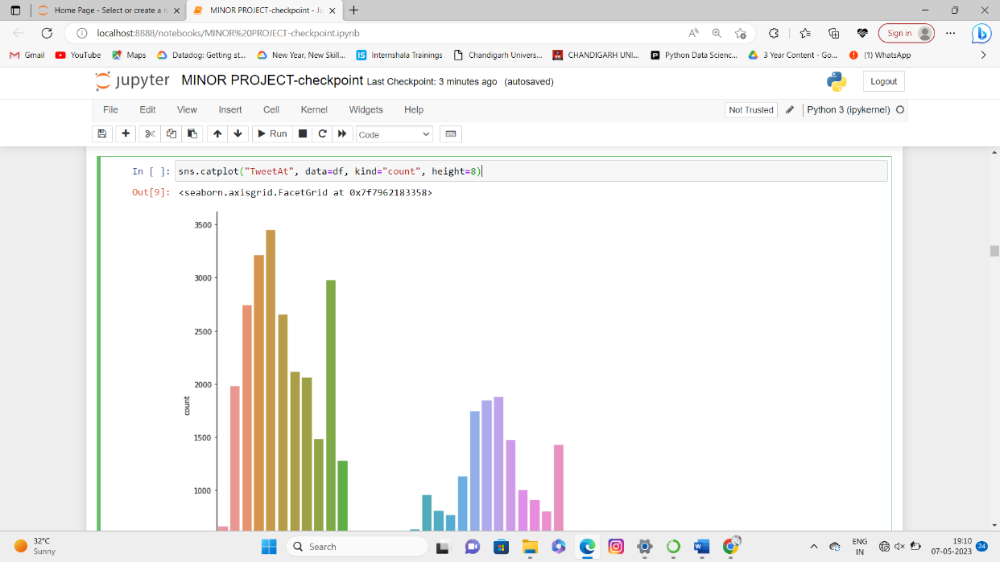 Home Page - Select or create a n
MINOR PROJECT-checkpoint - Ju
localhost:8888/notebooks/MINOR%20PROJECT-checkpoint.ipynb
Sign in
Gmail
YouTube
Maps
Datadog: Getting st...
New Year, New Skill...
IS Internshala Trainings
Chandigarh Univers...
CHANDIGARH UNI...
Python Data Scienc...
3 Year Content - Go...
(1) WhatsApp
jupyter MINOR PROJECT-checkpoint Last Checkpoint: 3 minutes ago (autosaved)
Logout
File Edit View Insert Cell Kernel Widgets Help
Not Trusted
Python 3 (ipykernel)
Run
Code
In [ ]: sns.catplot("TweetAt", data=df, kind="count", height=8)
Out[9]: <seaborn.axisgrid.FacetGrid at 0x7f7962183358>
3500
3000
2500
2000
count
1500
1000
32°C
Sunny
Search
ENG
IN
19:10
07-05-2023
24